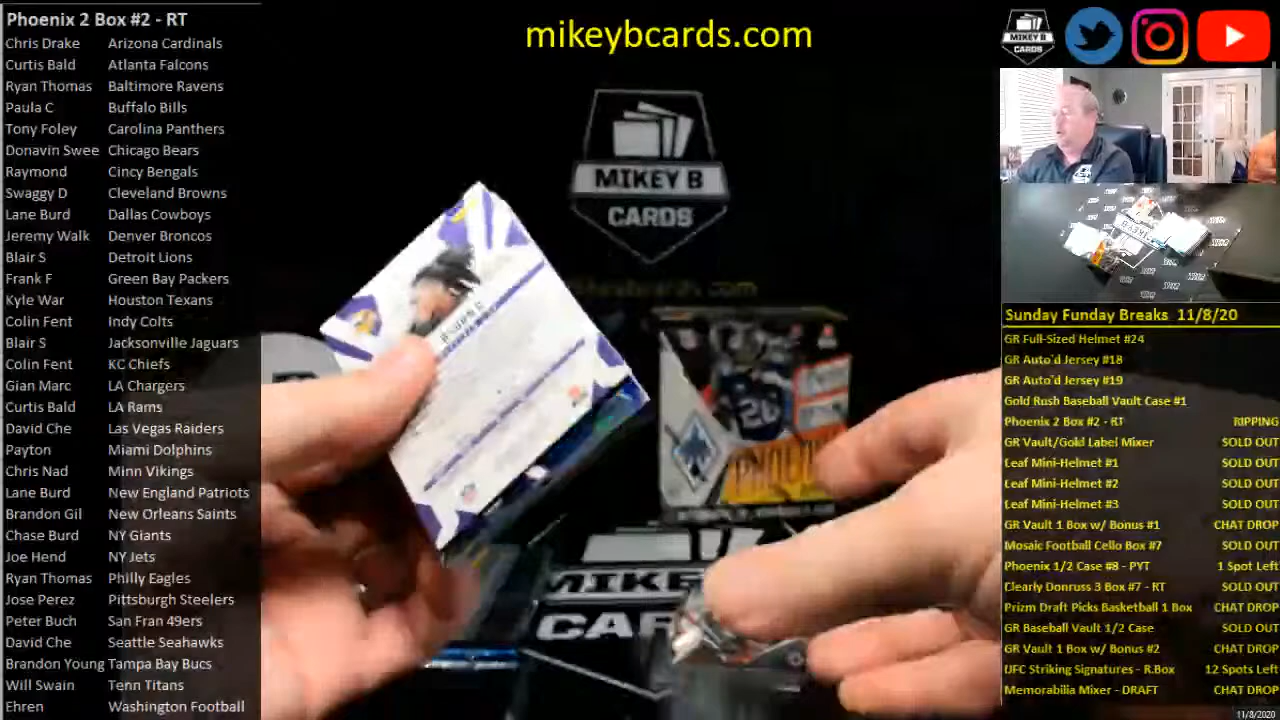 Phoenix 2 Box #2 - RT
Chris Drake Arizona Cardinals
Curtis Bald Atlanta Falcons
Ryan Thomas Baltimore Ravens
Paula C Buffalo Bills
Tony Foley Carolina Panthers
Donavin Swee Chicago Bears
Raymond Cincy Bengals
Swaggy D Cleveland Browns
Lane Burd Dallas Cowboys
Jeremy Walk Denver Broncos
Blair S Detroit Lions
Frank F Green Bay Packers
Kyle War Houston Texans
Colin Fent Indy Colts
Blair S Jacksonville Jaguars
Colin Fent KC Chiefs
Gian Marc LA Chargers
Curtis Bald LA Rams
David Che Las Vegas Raiders
Payton Miami Dolphins
Chris Nad Minn Vikings
Lane Burd New England Patriots
Brandon Gil New Orleans Saints
Chase Burd NY Giants
Joe Hend NY Jets
Ryan Thomas Philly Eagles
Jose Perez Pittsburgh Steelers
Peter Buch San Fran 49ers
David Che Seattle Seahawks
Brandon Young Tampa Bay Bucs
Will Swain Tenn Titans
Ehren Washington Football
mikeybcards.com
MIKEY B
CARDS
26
MIKE
CAR
MIKEY B
CARDS
Sunday Funday Breaks 11/8/20
GR Full-Sized Helmet #24
GR Auto'd Jersey #18
GR Auto'd Jersey #19
Gold Rush Baseball Vault Case #1
Phoenix 2 Box #2 - RT RIPPING
GR Vault/Gold Label Mixer SOLD OUT
Leaf Mini-Helmet #1 SOLD OUT
Leaf Mini-Helmet #2 SOLD OUT
Leaf Mini-Helmet #3 SOLD OUT
GR Vault 1 Box w/ Bonus #1 CHAT DROP
Mosaic Football Cello Box #7 SOLD OUT
Phoenix 1/2 Case #8 - PYT 1 Spot Left
Clearly Donruss 3 Box #7 - RT SOLD OUT
Prizm Draft Picks Basketball 1 Box CHAT DROP
GR Baseball Vault 1/2 Case SOLD OUT
GR Vault 1 Box w/ Bonus #2 CHAT DROP
UFC Striking Signatures - R.Box 12 Spots Left
Memorabilia Mixer - DRAFT CHAT DROP
11/8/2020